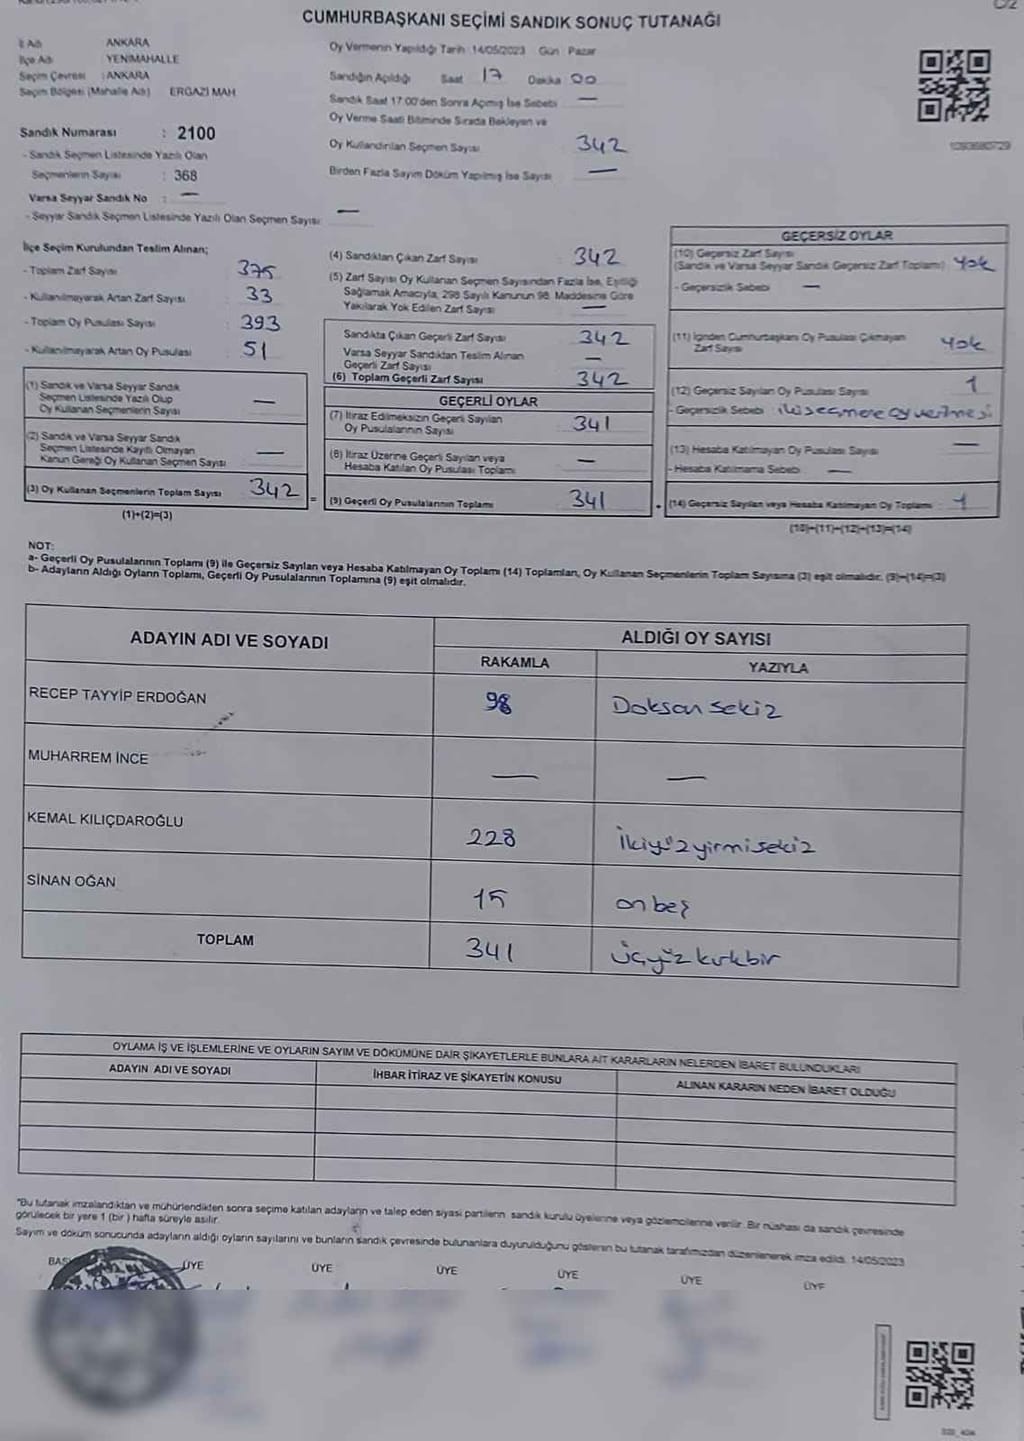 C/2
CUMHURBAŞKANI SEÇİMİ SANDIK SONUÇ TUTANAĞI
İl Adı ANKARA
İlçe Adı YENİMAHALLE
Seçim Çevresi : ANKARA
Seçim Bölgesi (Mahalle Adı) ERGAZİ MAH
Sandık Numarası : 2100
- Sandık Seçmen Listesinde Yazılı Olan
Seçmenlerin Sayısı : 368
Varsa Seyyar Sandık No : —
- Seyyar Sandık Seçmen Listesinde Yazılı Olan Seçmen Sayısı: —
Oy Vermenin Yapıldığı Tarih 14/05/2023 Gün Pazar
Sandığın Açıldığı Saat 17 Dakika 00
Sandık Saat 17:00'den Sonra Açılmış İse Sebebi —
Oy Verme Saati Bitiminde Sırada Bekleyen ve
Oy Kullandırılan Seçmen Sayısı 342
Birden Fazla Sayım Döküm Yapılmış İse Sayısı —
İlçe Seçim Kurulundan Teslim Alınan;
- Toplam Zarf Sayısı 375
- Kullanılmayarak Artan Zarf Sayısı 33
- Toplam Oy Pusulası Sayısı 393
- Kullanılmayarak Artan Oy Pusulası 51
(1) Sandık ve Varsa Seyyar Sandık
Seçmen Listesinde Yazılı Olup
Oy Kullanan Seçmenlerin Sayısı —
(2) Sandık ve Varsa Seyyar Sandık
Seçmen Listesinde Kayıtlı Olmayan
Kanun Gereği Oy Kullanan Seçmen Sayısı —
(3) Oy Kullanan Seçmenlerin Toplam Sayısı 342
(1)+(2)=(3)
=
(4) Sandıktan Çıkan Zarf Sayısı : 342
(5) Zarf Sayısı Oy Kullanan Seçmen Sayısından Fazla İse, Eşitliği
Sağlamak Amacıyla, 298 Sayılı Kanunun 98. Maddesine Göre
Yakılarak Yok Edilen Zarf Sayısı —
Sandıkta Çıkan Geçerli Zarf Sayısı : 342
Varsa Seyyar Sandıktan Teslim Alınan
Geçerli Zarf Sayısı —
(6) Toplam Geçerli Zarf Sayısı 342
GEÇERLİ OYLAR
(7) İtiraz Edilmeksizin Geçerli Sayılan
Oy Pusulalarının Sayısı 341
(8) İtiraz Üzerine Geçerli Sayılan veya
Hesaba Katılan Oy Pusulası Toplamı —
(9) Geçerli Oy Pusulalarının Toplamı 341
+
GEÇERSİZ OYLAR
(10) Geçersiz Zarf Sayısı
(Sandık ve Varsa Seyyar Sandık Geçersiz Zarf Toplamı) Yok
- Geçersizlik Sebebi : —
(11) İçinden Cumhurbaşkanı Oy Pusulası Çıkmayan
Zarf Sayısı Yok
(12) Geçersiz Sayılan Oy Pusulası Sayısı 1
- Geçersizlik Sebebi : iki seçmene oy verilmesi
(13) Hesaba Katılmayan Oy Pusulası Sayısı —
- Hesaba Katılmama Sebebi : —
(14) Geçersiz Sayılan veya Hesaba Katılmayan Oy Toplamı 1
(10)+(11)+(12)+(13)=(14)
NOT:
a- Geçerli Oy Pusulalarının Toplamı (9) ile Geçersiz Sayılan veya Hesaba Katılmayan Oy Toplamı (14) Toplamları, Oy Kullanan Seçmenlerin Toplam Sayısına (3) eşit olmalıdır. (9)+(14)=(3)
b- Adayların Aldığı Oyların Toplamı, Geçerli Oy Pusulalarının Toplamına (9) eşit olmalıdır.
ADAYIN ADI VE SOYADI ALDIĞI OY SAYISI
RAKAMLA YAZIYLA
RECEP TAYYİP ERDOĞAN 98 Doksan sekiz
MUHARREM İNCE — —
KEMAL KILIÇDAROĞLU 228 İkiyüzyirmisekiz
SİNAN OĞAN 15 onbeş
TOPLAM 341 üçyüzkırkbir
OYLAMA İŞ VE İŞLEMLERİNE VE OYLARIN SAYIM VE DÖKÜMÜNE DAİR ŞİKAYETLERLE BUNLARA AİT KARARLARIN NELERDEN İBARET BULUNDUKLARI
ADAYIN ADI VE SOYADI İHBAR İTİRAZ VE ŞİKAYETİN KONUSU ALINAN KARARIN NEDEN İBARET OLDUĞU
"Bu tutanak imzalandıktan ve mühürlendikten sonra seçime katılan adayların ve talep eden siyasi partilerin sandık kurulu üyelerine veya gözlemcilerine verilir. Bir nüshası da sandık çevresinde
görülecek bir yere 1 (bir) hafta süreyle asılır.
Sayım ve döküm sonucunda adayların aldığı oyların sayılarını ve bunların sandık çevresinde bulunanlara duyurulduğunu gösteren bu tutanak tarafımızdan düzenlenerek imza edildi. 14/05/2023
ÜYE ÜYE ÜYE ÜYE ÜYE ÜYE